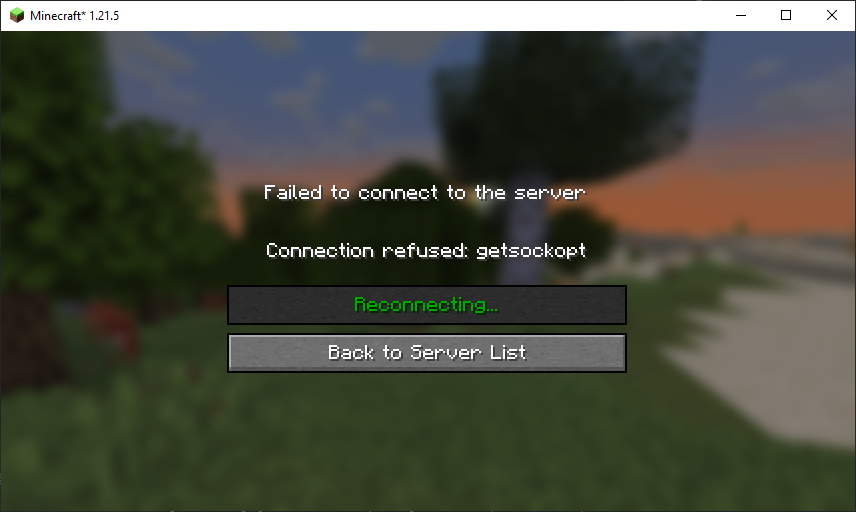 Minecraft* 1.21.5
Failed to connect to the server
Connection refused: getsockopt
Reconnecting...
Back to Server List